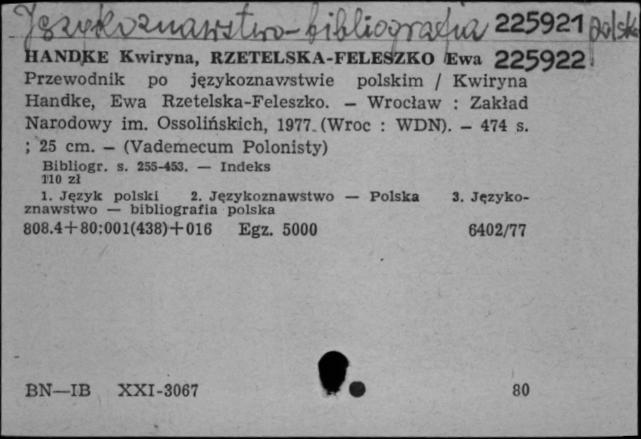 Językoznawstwo-bibliografia polska
225921
HANDKE Kwiryna, RZETELSKA-FELESZKO Ewa 225922
Przewodnik po językoznawstwie polskim / Kwiryna
Handke, Ewa Rzetelska-Feleszko. — Wrocław : Zakład
Narodowy im. Ossolińskich, 1977. (Wroc : WDN). — 474 s.
; 25 cm. — (Vademecum Polonisty)
Bibliogr. s. 255-453. — Indeks
110 zł
1. Język polski 2. Językoznawstwo — Polska 3. Języko-
znawstwo — bibliografia polska
808.4+80:001(438)+016 Egz. 5000 6402/77
BN—IB XXI-3067 80